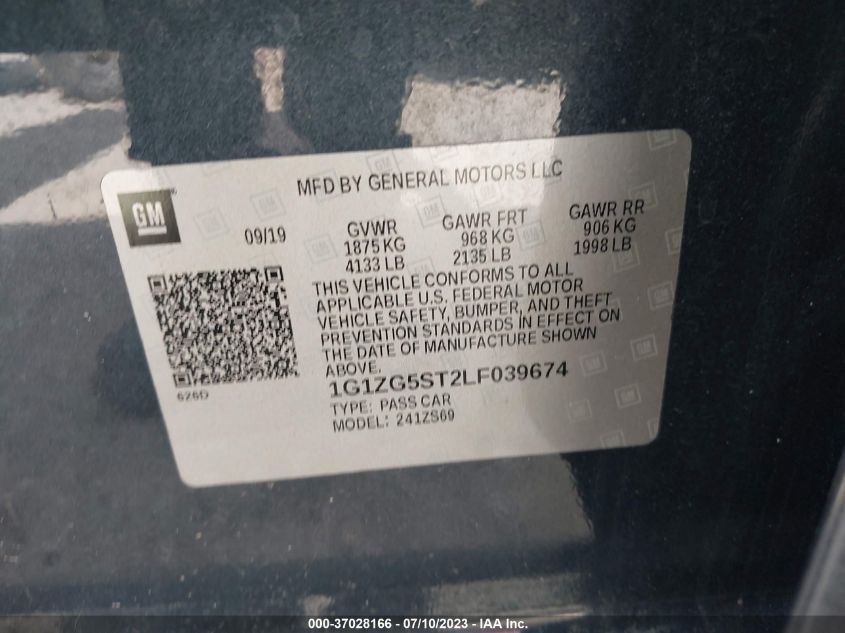 MFD BY GENERAL MOTORS LLC
GM
09/19
GVWR
1875 KG
4133 LB
GAWR FRT
968 KG
2135 LB
GAWR RR
906 KG
1998 LB
THIS VEHICLE CONFORMS TO ALL
APPLICABLE U.S. FEDERAL MOTOR
VEHICLE SAFETY, BUMPER, AND THEFT
PREVENTION STANDARDS IN EFFECT ON
THE DATE OF MANUFACTURE SHOWN
ABOVE.
1G1ZG5ST2LF039674
TYPE: PASS CAR
MODEL: 241ZS69
626D
000-37028166 - 07/10/2023 - IAA Inc.